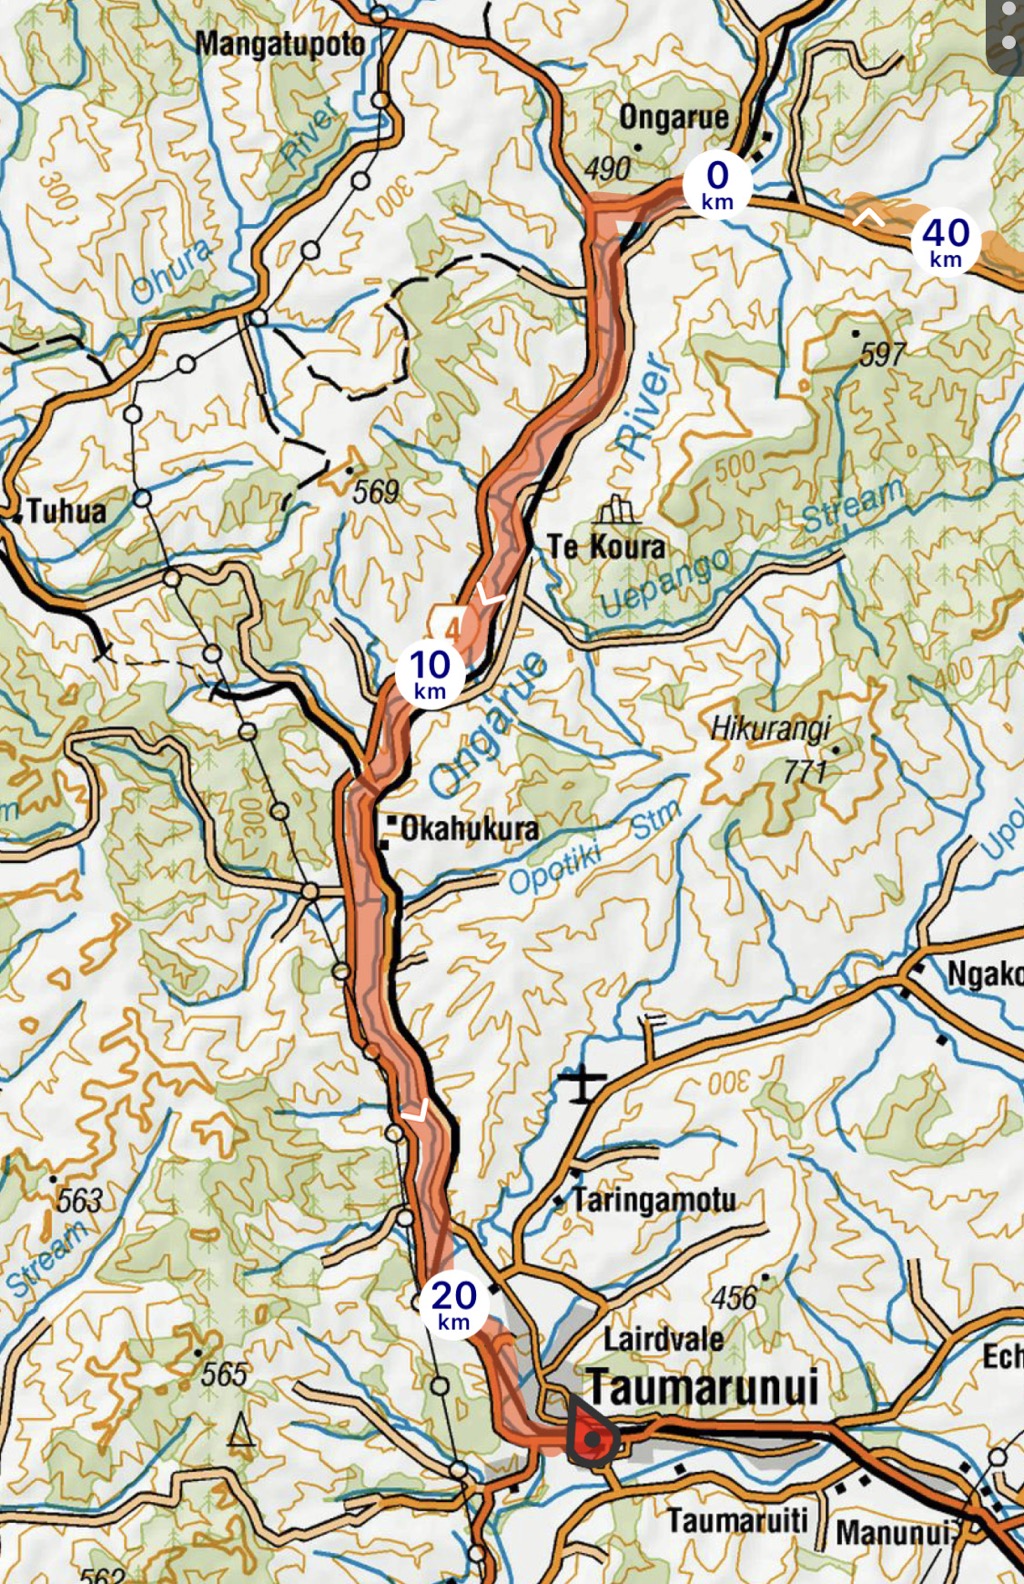 Mangatupoto
Ongarue
River
490
0
km
300
300
Ohura
40
km
597
River
500
569
Tuhua
Stream
Te Koura
Uepango
4
10
km
Ongarue
400
Hikurangi
771
300
m
Okahukura
Stm
Opotiki
Upol
Ngako
300
563
Stream
Taringamotu
20
km
456
Lairdvale
565
Ech
Taumarunui
Taumaruiti
Manunui
562